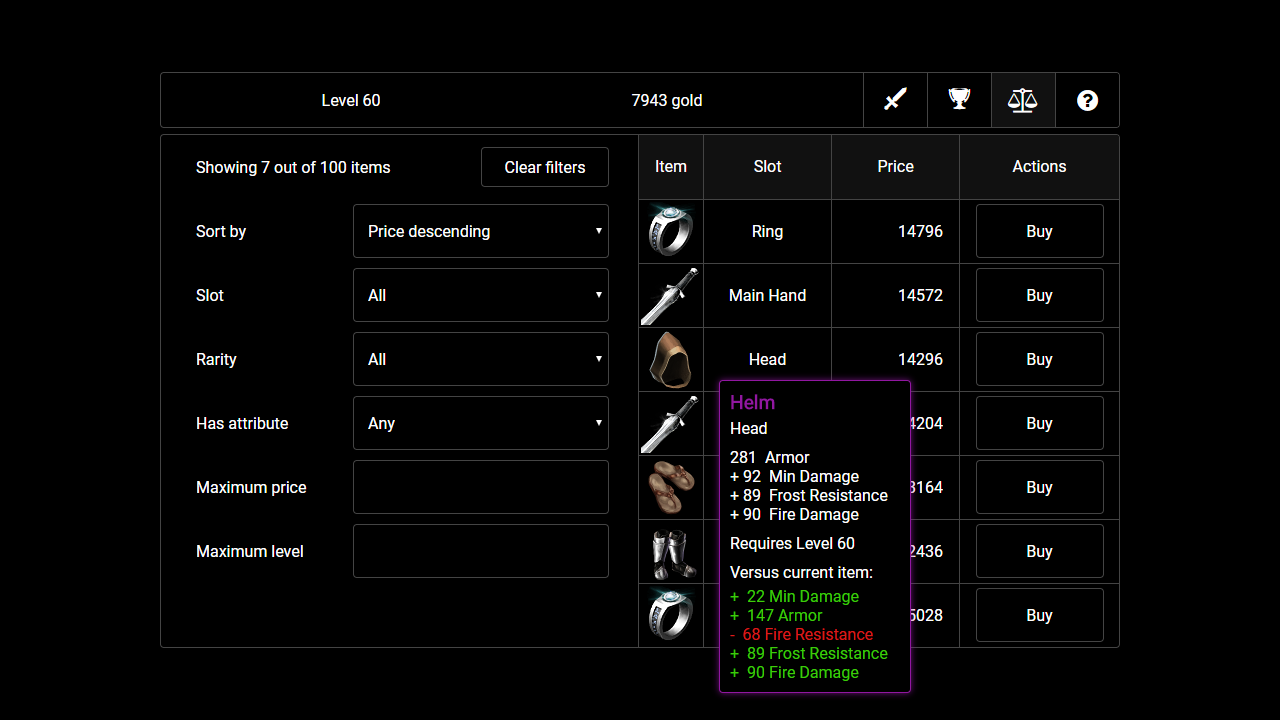 Level 60
7943 gold
?
Showing 7 out of 100 items
Clear filters
Item
Slot
Price
Actions
Sort by
Price descending
Ring
14796
Buy
Slot
All
Main Hand
14572
Buy
Rarity
All
Head
14296
Buy
Has attribute
Any
4204
Buy
Maximum price
3164
Buy
Maximum level
2436
Buy
5028
Buy
Helm
Head
281 Armor
+ 92 Min Damage
+ 89 Frost Resistance
+ 90 Fire Damage
Requires Level 60
Versus current item:
+ 22 Min Damage
+ 147 Armor
- 68 Fire Resistance
+ 89 Frost Resistance
+ 90 Fire Damage